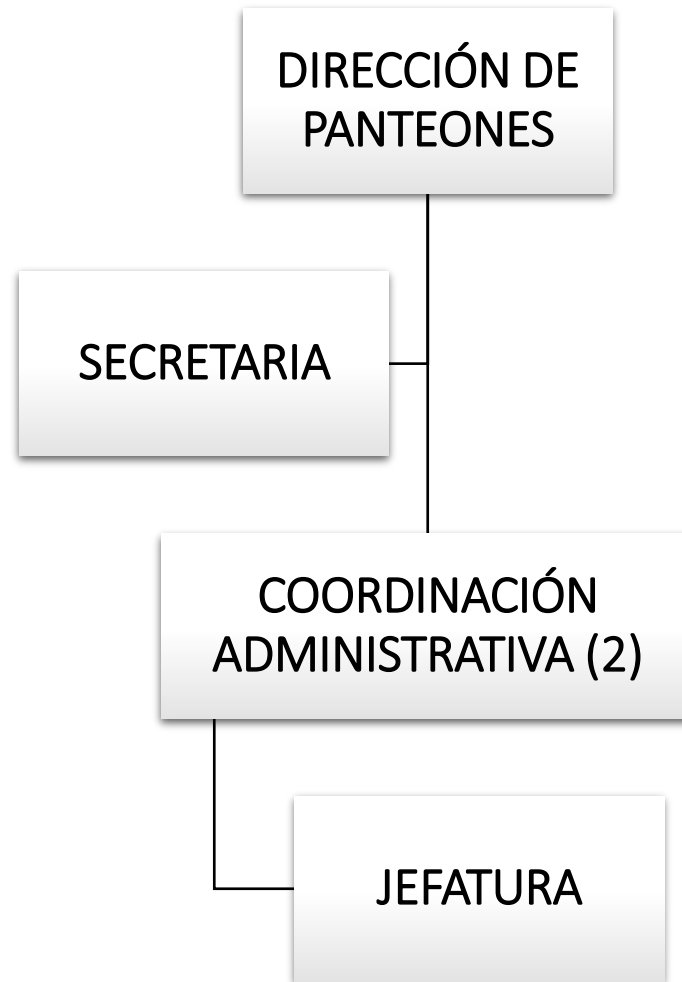 DIRECCIÓN DE
PANTEONES
SECRETARIA
COORDINACIÓN
ADMINISTRATIVA (2)
JEFATURA